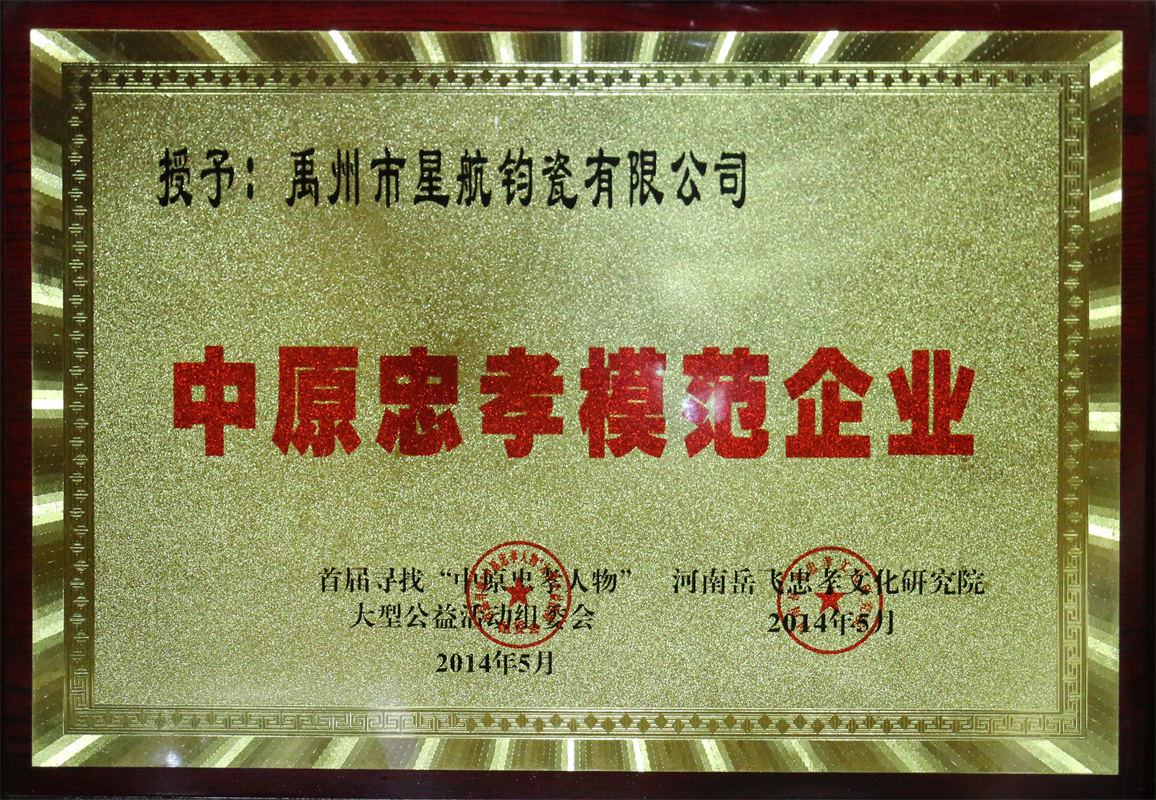 授予：禹州市星航钧瓷有限公司
中原忠孝模范企业
首届寻找“中原忠孝人物”
大型公益活动组委会
2014年5月
河南岳飞忠孝文化研究院
2014年5月